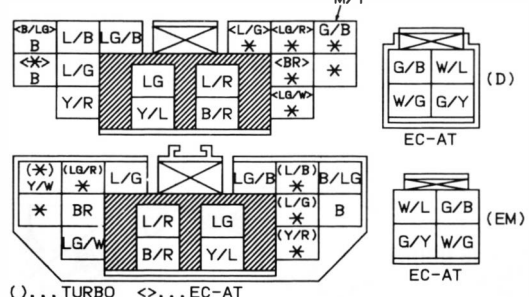 <B/LG> B L/B LG/B <L/G> * <LG/R> * G/B *
<*> B L/G LG L/R <BR> * *
Y/R Y/L B/R <LG/W> *
G/B W/L
W/G G/Y
(D)
EC-AT
(*) Y/W (LG/R) * L/G LG/B (L/B) * B/LG
* BR L/R LG (L/G) * B
LG/W B/R Y/L (Y/R) *
W/L G/B
G/Y W/G
(EM)
EC-AT
()...TURBO <>...EC-AT